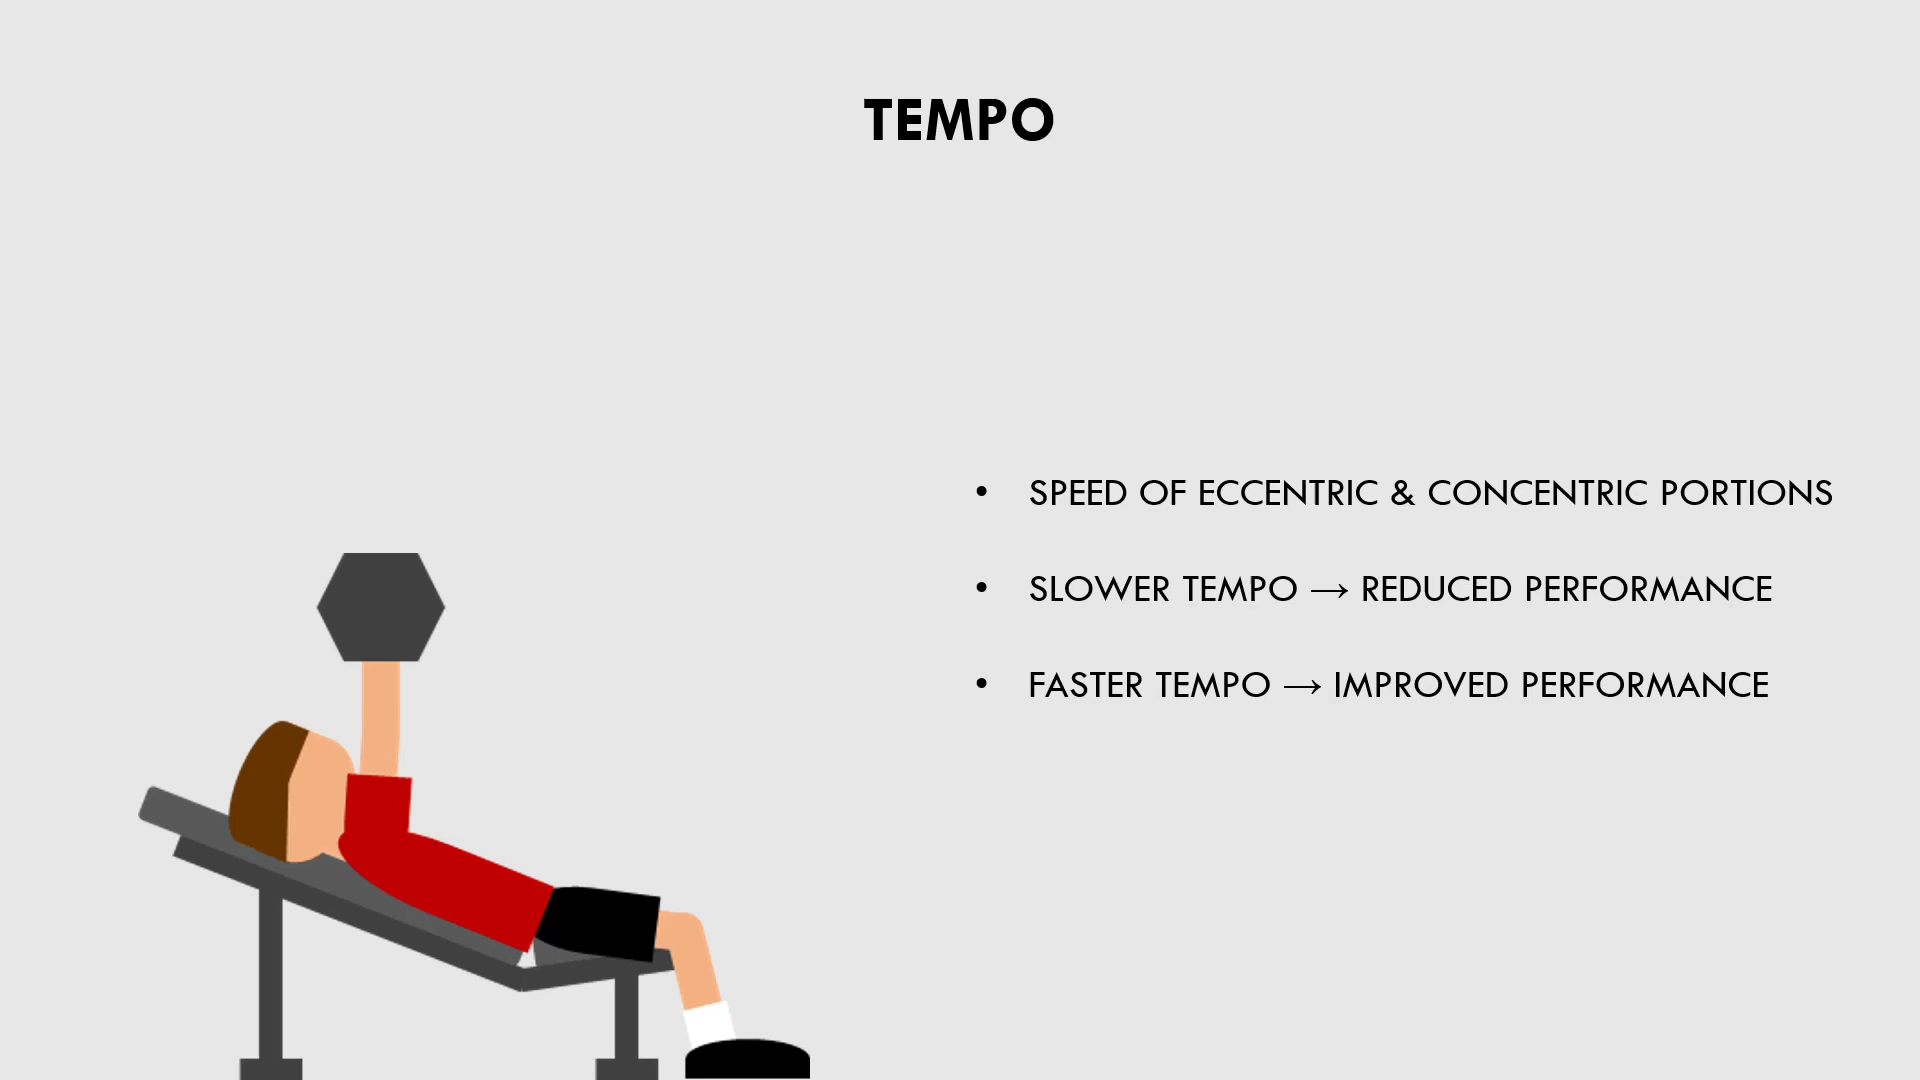 TEMPO
• SPEED OF ECCENTRIC & CONCENTRIC PORTIONS
• SLOWER TEMPO → REDUCED PERFORMANCE
• FASTER TEMPO → IMPROVED PERFORMANCE